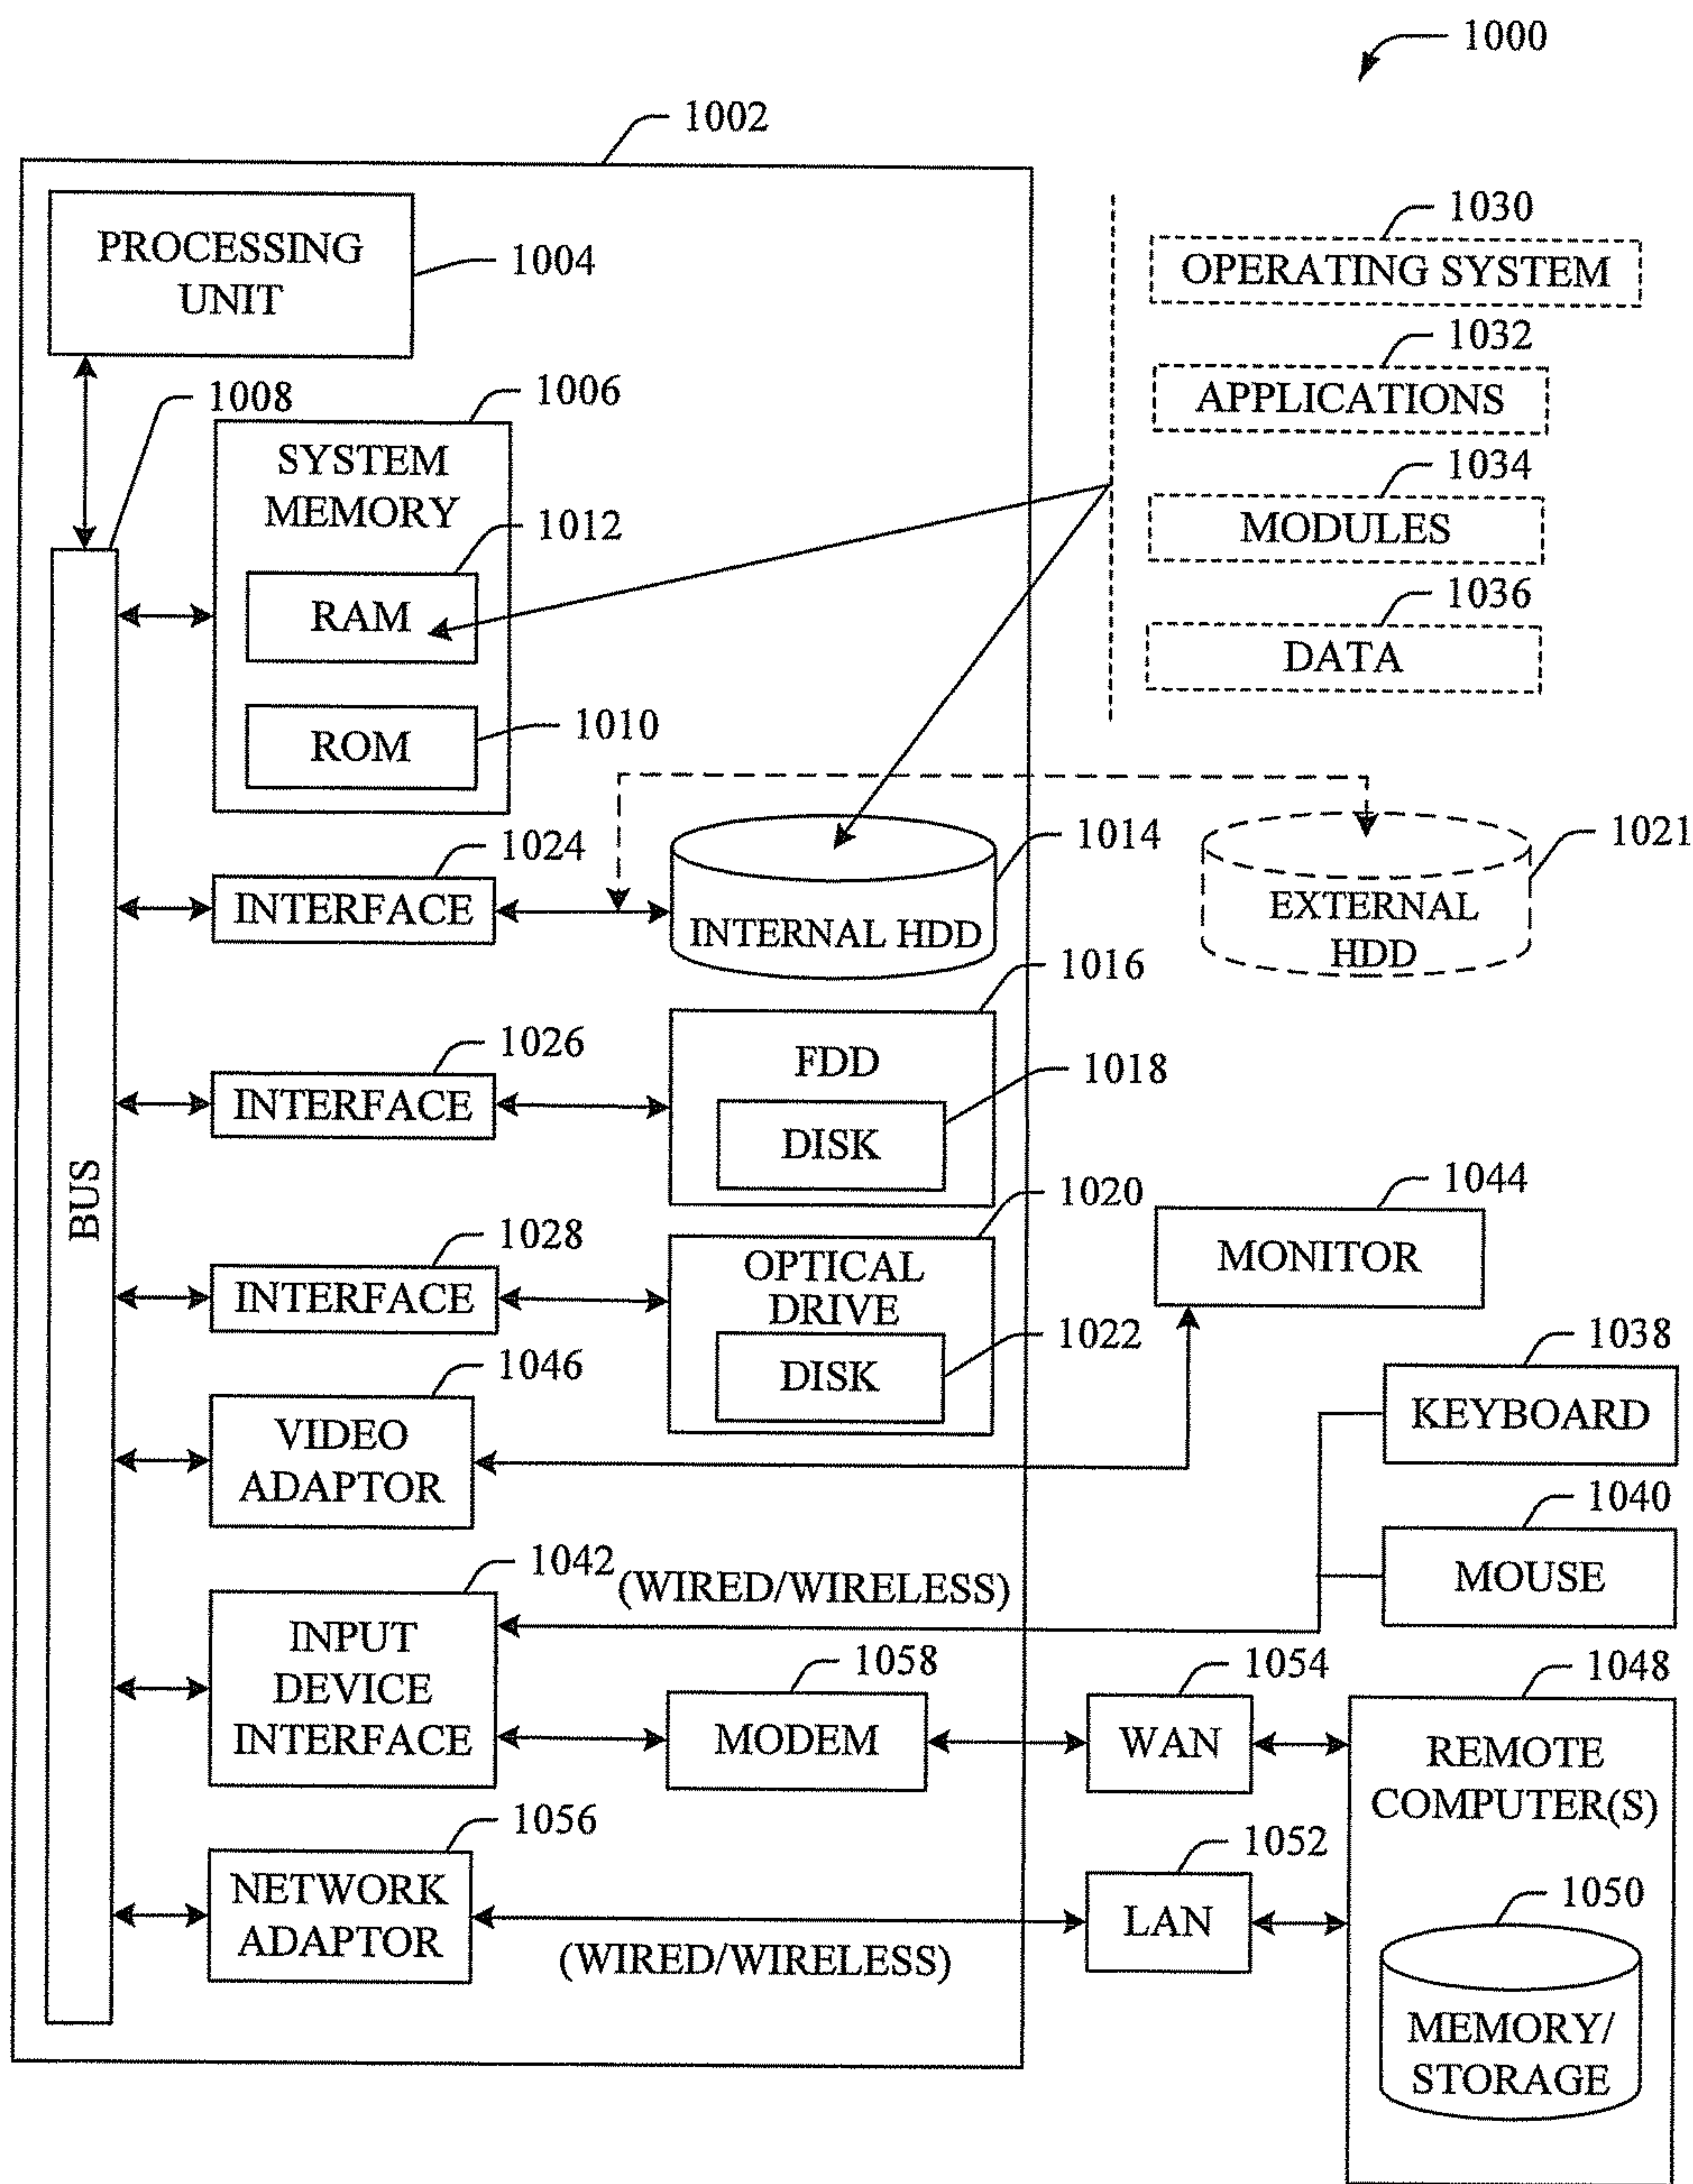 1000
1002
PROCESSING
UNIT
1004
1030
OPERATING SYSTEM
1032
APPLICATIONS
1034
MODULES
1036
DATA
1008
1006
SYSTEM
MEMORY
1012
RAM
1010
ROM
BUS
1024
INTERFACE
1014
INTERNAL HDD
1021
EXTERNAL
HDD
1026
INTERFACE
1016
FDD
1018
DISK
1028
INTERFACE
1020
OPTICAL
DRIVE
1022
DISK
1044
MONITOR
1046
VIDEO
ADAPTOR
1038
KEYBOARD
1040
MOUSE
1042
(WIRED/WIRELESS)
INPUT
DEVICE
INTERFACE
1058
MODEM
1054
WAN
1048
REMOTE
COMPUTER(S)
1056
NETWORK
ADAPTOR
(WIRED/WIRELESS)
1052
LAN
1050
MEMORY/
STORAGE